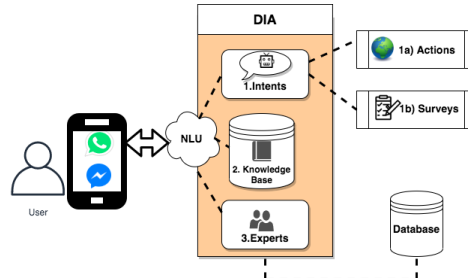 DIA
1.Intents
1a) Actions
1b) Surveys
NLU
2. Knowledge
Base
User
3.Experts
Database